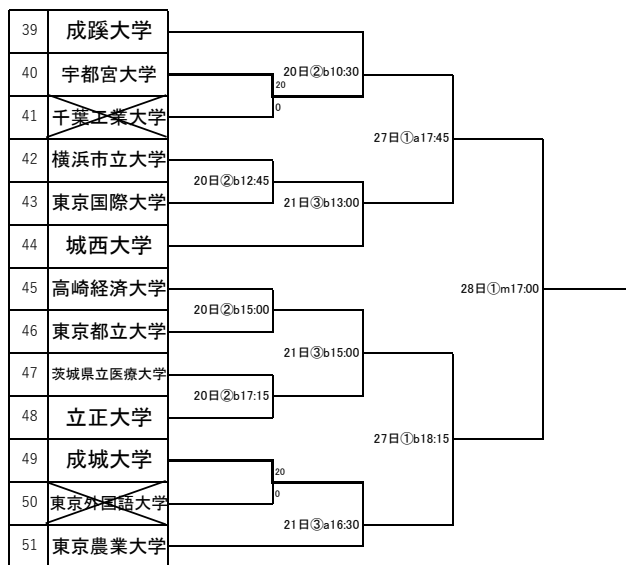 39 成蹊大学
40 宇都宮大学
20日②b10:30
20
0
41 千葉工業大学
27日①a17:45
42 横浜市立大学
20日②b12:45
43 東京国際大学
21日③b13:00
44 城西大学
45 高崎経済大学
28日①m17:00
20日②b15:00
46 東京都立大学
21日③b15:00
47 茨城県立医療大学
20日②b17:15
48 立正大学
27日①b18:15
49 成城大学
20
0
50 東京外国語大学
21日③a16:30
51 東京農業大学